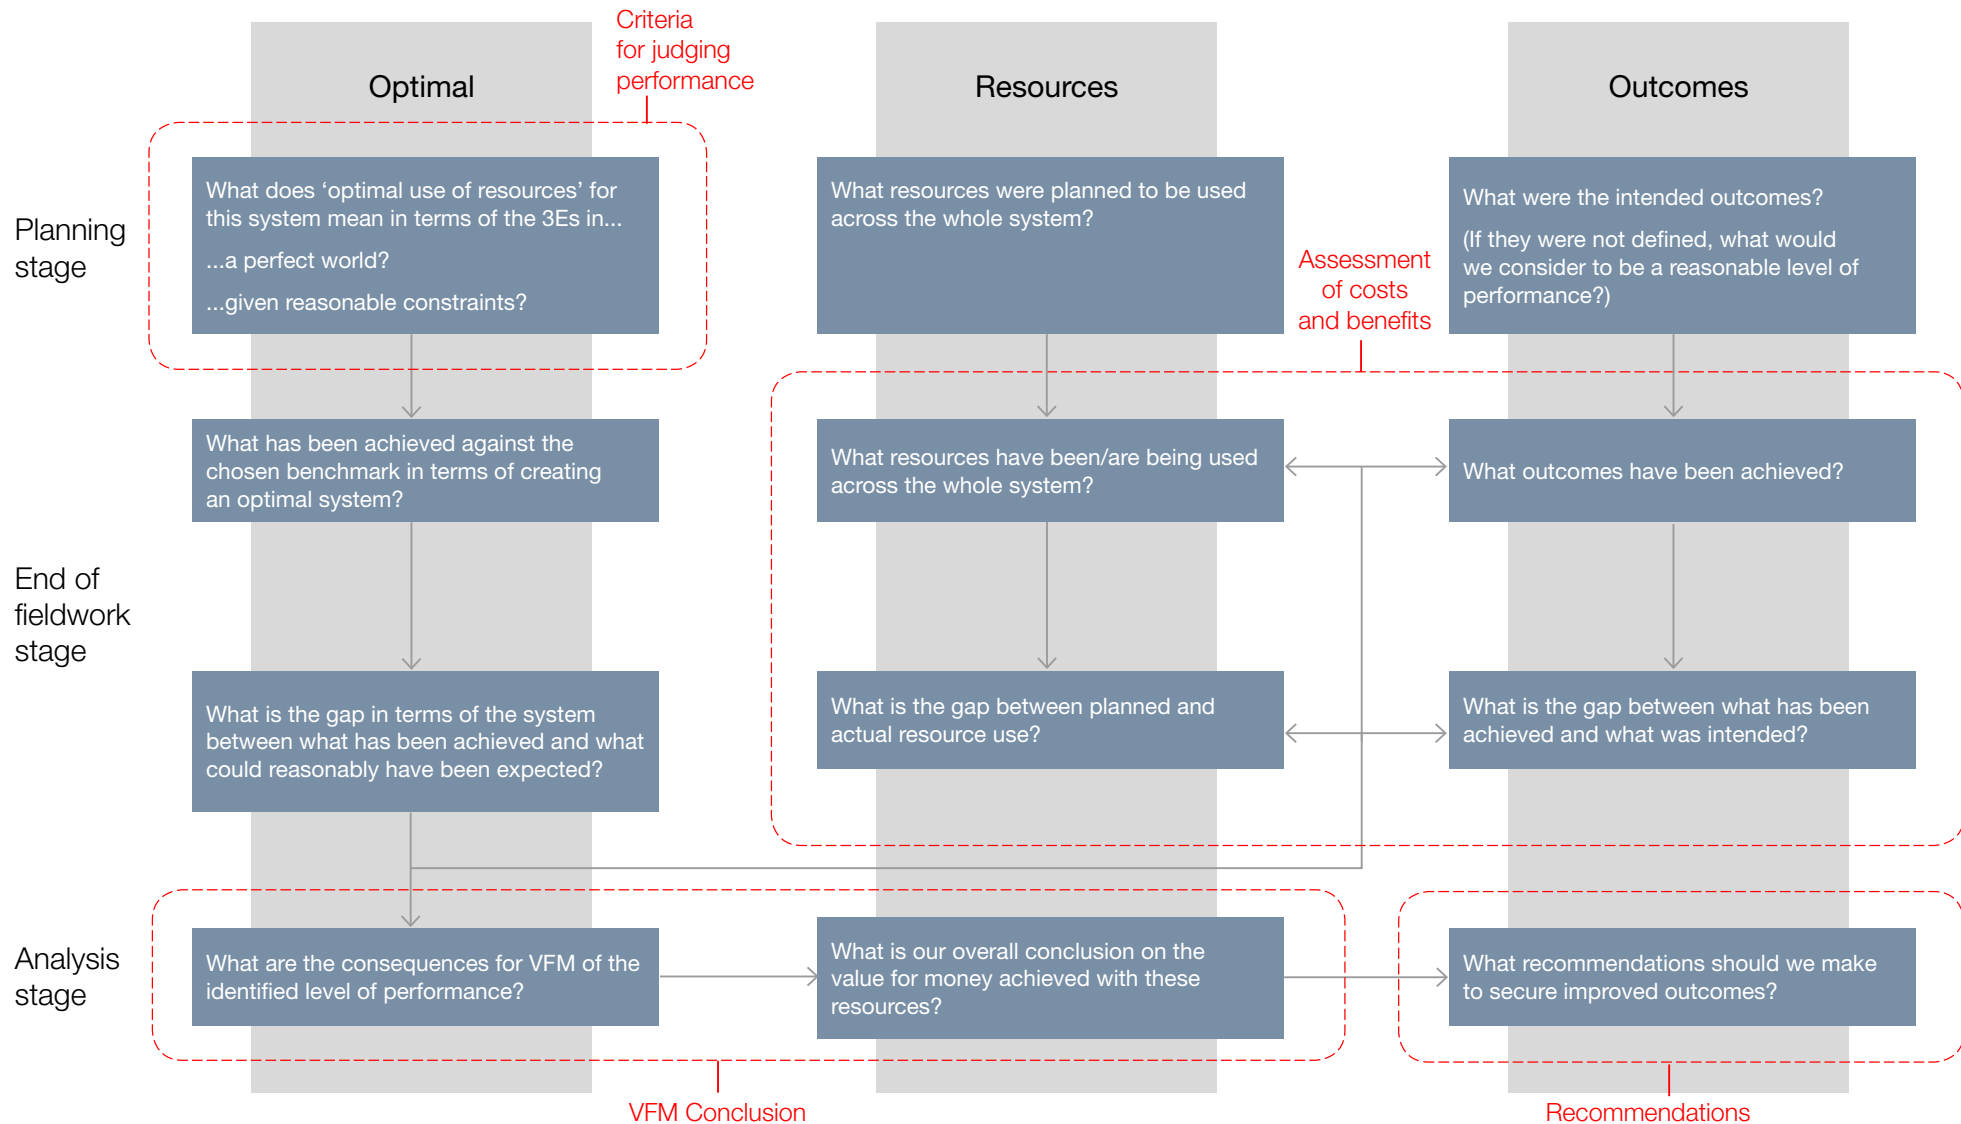 Criteria
for judging
performance
Optimal
Resources
Outcomes
Planning
stage
What does ‘optimal use of resources’ for
this system mean in terms of the 3Es in...
...a perfect world?
...given reasonable constraints?
What resources were planned to be used
across the whole system?
What were the intended outcomes?
(If they were not defined, what would
we consider to be a reasonable level of
performance?)
Assessment
of costs
and benefits
End of
fieldwork
stage
What has been achieved against the
chosen benchmark in terms of creating
an optimal system?
What resources have been/are being used
across the whole system?
What outcomes have been achieved?
What is the gap in terms of the system
between what has been achieved and what
could reasonably have been expected?
What is the gap between planned and
actual resource use?
What is the gap between what has been
achieved and what was intended?
Analysis
stage
What are the consequences for VFM of the
identified level of performance?
What is our overall conclusion on the
value for money achieved with these
resources?
What recommendations should we make
to secure improved outcomes?
VFM Conclusion
Recommendations